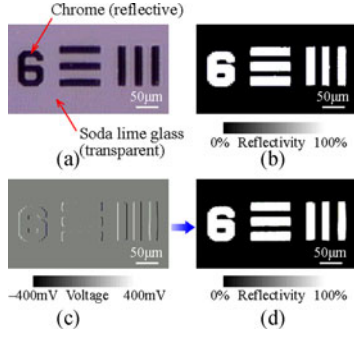 Chrome (reflective)
6
50μm
Soda lime glass
(transparent)
(a)
6
50μm
0% Reflectivity 100%
(b)
6
50μm
−400mV Voltage 400mV
(c)
6
50μm
0% Reflectivity 100%
(d)